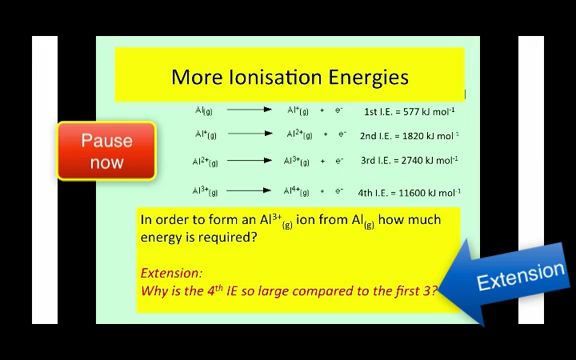 More Ionisation Energies
Al(g) → Al⁺(g) + e⁻ 1st I.E. = 577 kJ mol⁻¹
Al⁺(g) → Al²⁺(g) + e⁻ 2nd I.E. = 1820 kJ mol⁻¹
Pause
now
Al²⁺(g) → Al³⁺(g) + e⁻ 3rd I.E. = 2740 kJ mol⁻¹
Al³⁺(g) → Al⁴⁺(g) + e⁻ 4th I.E. = 11600 kJ mol⁻¹
In order to form an Al³⁺(g) ion from Al(g) how much
energy is required?
Extension:
Why is the 4th IE so large compared to the first 3?
Extension